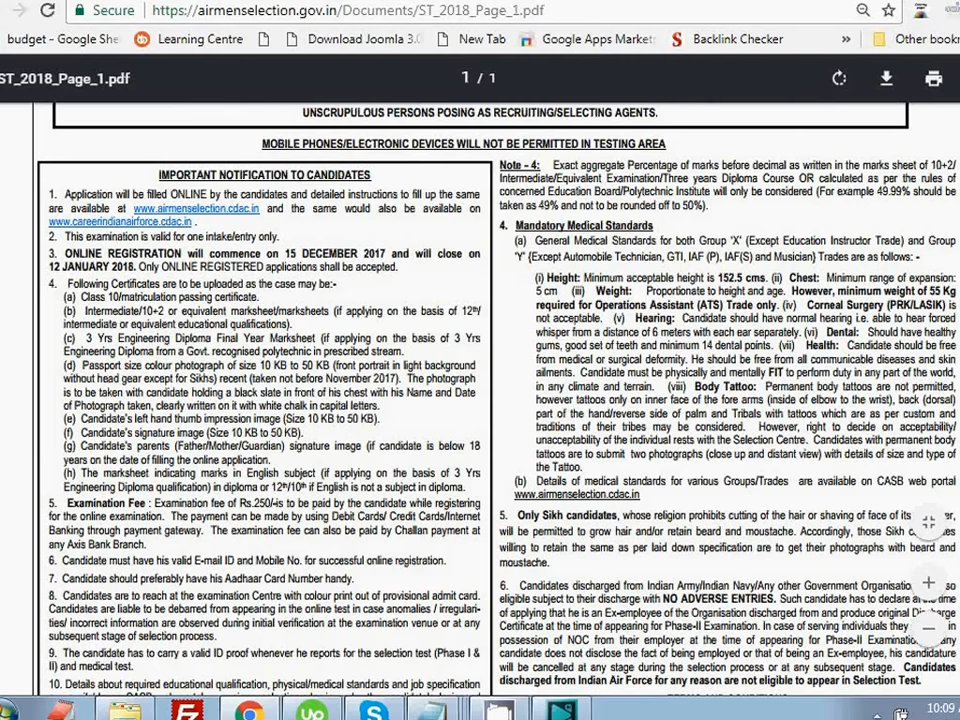 Secure https://airmenselection.gov.in/Documents/ST_2018_Page_1.pdf
budget – Google She Learning Centre Download Joomla 3.0 New Tab Google Apps Market S Backlink Checker » Other book
ST_2018_Page_1.pdf 1 / 1
UNSCRUPULOUS PERSONS POSING AS RECRUITING/SELECTING AGENTS.
MOBILE PHONES/ELECTRONIC DEVICES WILL NOT BE PERMITTED IN TESTING AREA
IMPORTANT NOTIFICATION TO CANDIDATES
1. Application will be filled ONLINE by the candidates and detailed instructions to fill up the same
are available at www.airmenselection.cdac.in and the same would also be available on
www.careerindianairforce.cdac.in .
2. This examination is valid for one intake/entry only.
3. ONLINE REGISTRATION will commence on 15 DECEMBER 2017 and will close on
12 JANUARY 2018. Only ONLINE REGISTERED applications shall be accepted.
4. Following Certificates are to be uploaded as the case may be:-
(a) Class 10/matriculation passing certificate.
(b) Intermediate/10+2 or equivalent marksheet/marksheets (if applying on the basis of 12th/
intermediate or equivalent educational qualifications).
(c) 3 Yrs Engineering Diploma Final Year Marksheet (if applying on the basis of 3 Yrs
Engineering Diploma from a Govt. recognised polytechnic in prescribed stream.
(d) Passport size colour photograph of size 10 KB to 50 KB (front portrait in light background
without head gear except for Sikhs) recent (taken not before November 2017). The photograph
is to be taken with candidate holding a black slate in front of his chest with his Name and Date
of Photograph taken, clearly written on it with white chalk in capital letters.
(e) Candidate's left hand thumb impression image (Size 10 KB to 50 KB).
(f) Candidate's signature image (Size 10 KB to 50 KB).
(g) Candidate's parents (Father/Mother/Guardian) signature image (if candidate is below 18
years on the date of filling the online application.
(h) The marksheet indicating marks in English subject (if applying on the basis of 3 Yrs
Engineering Diploma qualification) in diploma or 12th/10th if English is not a subject in diploma.
5. Examination Fee : Examination fee of Rs.250/-is to be paid by the candidate while registering
for the online examination. The payment can be made by using Debit Cards/ Credit Cards/Internet
Banking through payment gateway. The examination fee can also be paid by Challan payment at
any Axis Bank Branch.
6. Candidate must have his valid E-mail ID and Mobile No. for successful online registration.
7. Candidate should preferably have his Aadhaar Card Number handy.
8. Candidates are to reach at the examination Centre with colour print out of provisional admit card.
Candidates are liable to be debarred from appearing in the online test in case anomalies / irregulari-
ties/ incorrect information are observed during initial verification at the examination venue or at any
subsequent stage of selection process.
9. The candidate has to carry a valid ID proof whenever he reports for the selection test (Phase I &
II) and medical test.
10. Details about required educational qualification, physical/medical standards and job specification
Note – 4: Exact aggregate Percentage of marks before decimal as written in the marks sheet of 10+2/
Intermediate/Equivalent Examination/Three years Diploma Course OR calculated as per the rules of
concerned Education Board/Polytechnic Institute will only be considered (For example 49.99% should be
taken as 49% and not to be rounded off to 50%).
4. Mandatory Medical Standards
(a) General Medical Standards for both Group 'X' (Except Education Instructor Trade) and Group
'Y' {Except Automobile Technician, GTI, IAF (P), IAF(S) and Musician} Trades are as follows: -
(i) Height: Minimum acceptable height is 152.5 cms. (ii) Chest: Minimum range of expansion:
5 cm (iii) Weight: Proportionate to height and age. However, minimum weight of 55 Kg
required for Operations Assistant (ATS) Trade only. (iv) Corneal Surgery (PRK/LASIK)
is not acceptable. (v) Hearing: Candidate should have normal hearing i.e. able to hear forced
whisper from a distance of 6 meters with each ear separately. (vi) Dental: Should have healthy
gums, good set of teeth and minimum 14 dental points. (vii) Health: Candidate should be free
from medical or surgical deformity. He should be free from all communicable diseases and skin
ailments. Candidate must be physically and mentally FIT to perform duty in any part of the world,
in any climate and terrain. (viii) Body Tattoo: Permanent body tattoos are not permitted,
however tattoos only on inner face of the fore arms (inside of elbow to the wrist), back (dorsal)
part of the hand/reverse side of palm and Tribals with tattoos which are as per custom and
traditions of their tribes may be considered. However, right to decide on acceptability/
unacceptability of the individual rests with the Selection Centre. Candidates with permanent body
tattoos are to submit two photographs (close up and distant view) with details of size and type of
the Tattoo.
(b) Details of medical standards for various Groups/Trades are available on CASB web portal
www.airmenselection.cdac.in
5. Only Sikh candidates, whose religion prohibits cutting of the hair or shaving of face of its
will be permitted to grow hair and/or retain beard and moustache. Accordingly, those Sikh
willing to retain the same as per laid down specification are to get their photographs with beard and
moustache.
6. Candidates discharged from Indian Army/Indian Navy/Any other Government
eligible subject to their discharge with NO ADVERSE ENTRIES. Such candidate has to declare at the time
of applying that he is an Ex-employee of the Organisation discharged from and produce original
Certificate at the time of appearing for Phase-II Examination. In case of serving individuals they
possession of NOC from their employer at the time of appearing for Phase-II Examination.
candidate does not disclose the fact of being employed or that of being an Ex-employee, his candidature
will be cancelled at any stage during the selection process or at any subsequent stage. Candidates
discharged from Indian Air Force for any reason are not eligible to appear in Selection Test.
10:09